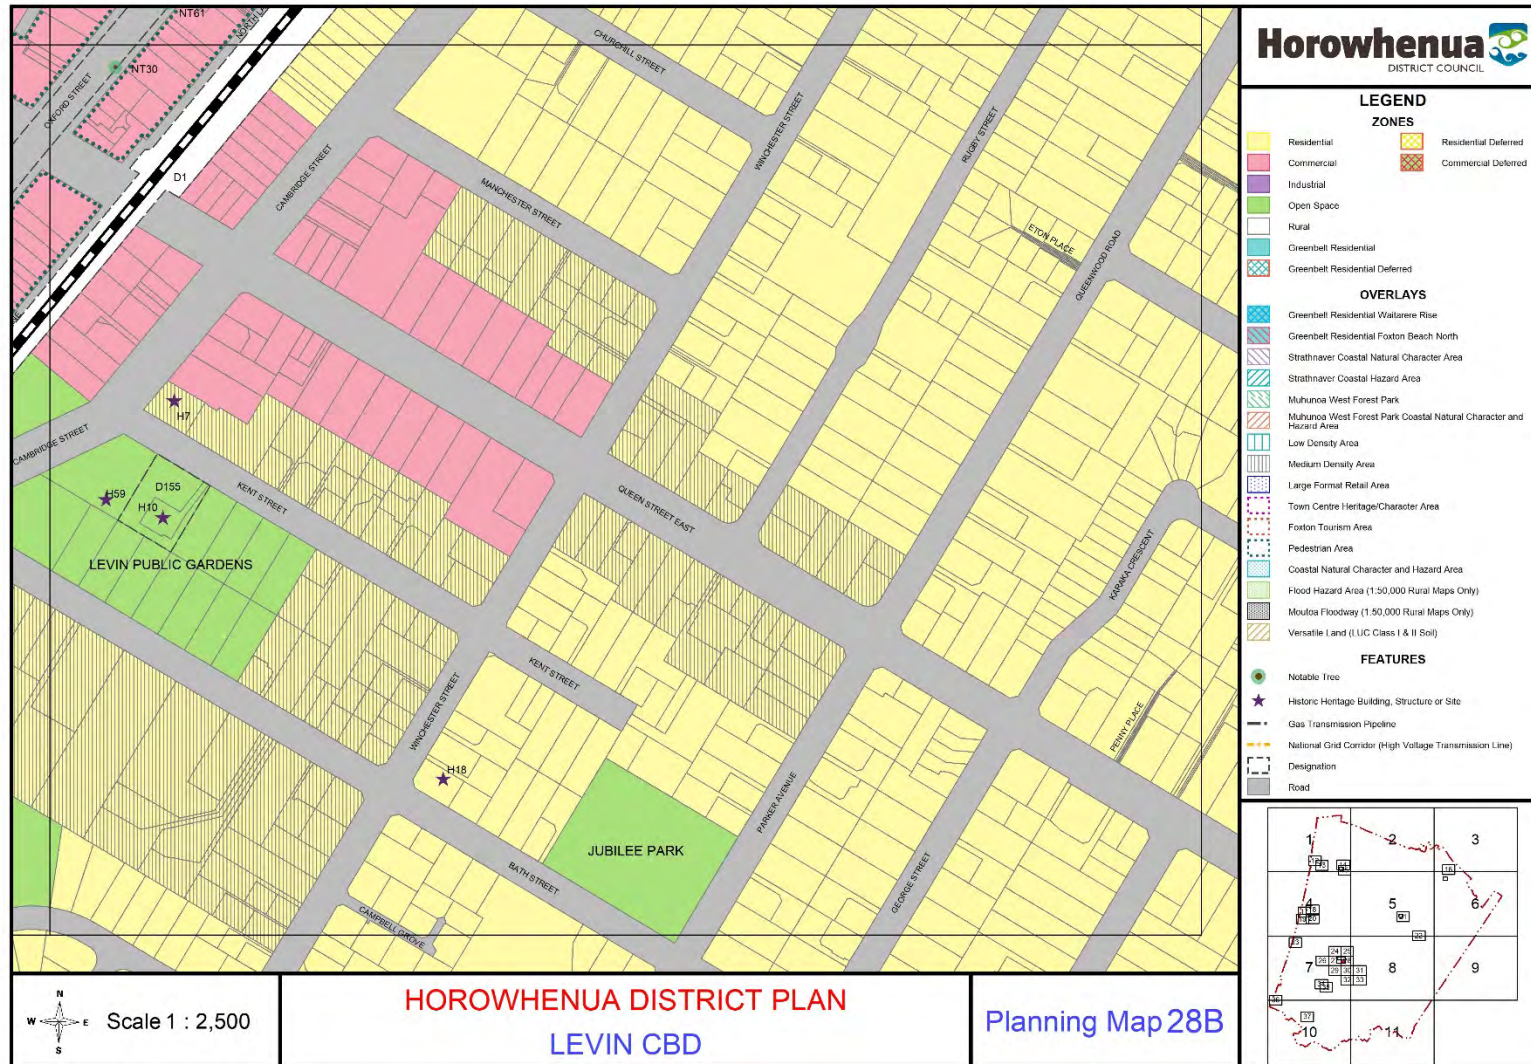 NT61
NORTH LA
NT30
OXFORD STREET
D1
CHURCHILL STREET
WINCHESTER STREET
RUGBY STREET
CAMBRIDGE STREET
MANCHESTER STREET
ETON PLACE
QUEENWOOD ROAD
H7
CAMBRIDGE STREET
H59
D155
H10
KENT STREET
QUEEN STREET EAST
LEVIN PUBLIC GARDENS
KARAKA CRESCENT
KENT STREET
WINCHESTER STREET
PENNY PLACE
H18
PARKER AVENUE
JUBILEE PARK
BATH STREET
GEORGE STREET
CAMPBELL GROVE
Horowhenua
DISTRICT COUNCIL
LEGEND
ZONES
Residential
Residential Deferred
Commercial
Commercial Deferred
Industrial
Open Space
Rural
Greenbelt Residential
Greenbelt Residential Deferred
OVERLAYS
Greenbelt Residential Waitarere Rise
Greenbelt Residential Foxton Beach North
Strathnaver Coastal Natural Character Area
Strathnaver Coastal Hazard Area
Muhunoa West Forest Park
Muhunoa West Forest Park Coastal Natural Character and
Hazard Area
Low Density Area
Medium Density Area
Large Format Retail Area
Town Centre Heritage/Character Area
Foxton Tourism Area
Pedestrian Area
Coastal Natural Character and Hazard Area
Flood Hazard Area (1:50,000 Rural Maps Only)
Moutoa Floodway (1:50,000 Rural Maps Only)
Versatile Land (LUC Class I & II Soil)
FEATURES
Notable Tree
Historic Heritage Building, Structure or Site
Gas Transmission Pipeline
National Grid Corridor (High Voltage Transmission Line)
Designation
Road
1 2 3
4 5 6
7 8 9
10 11
N
W E
S
Scale 1 : 2,500
HOROWHENUA DISTRICT PLAN
LEVIN CBD
Planning Map 28B